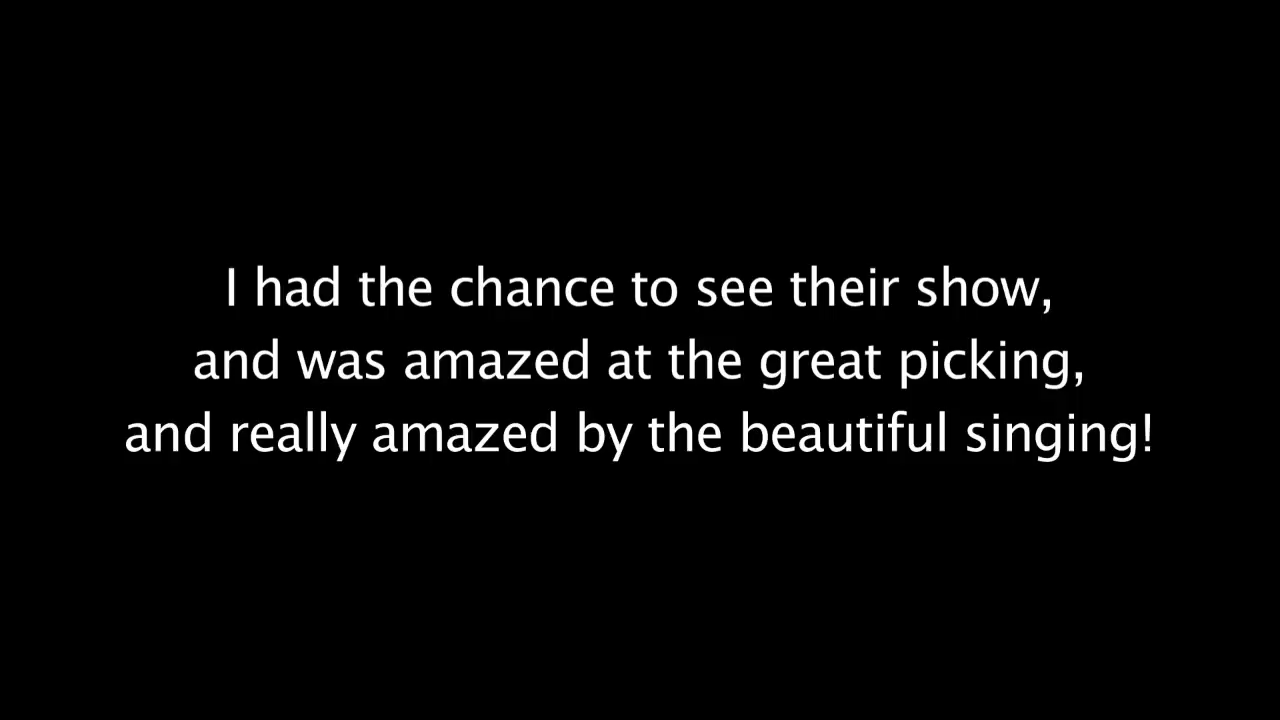 I had the chance to see their show,
and was amazed at the great picking,
and really amazed by the beautiful singing!